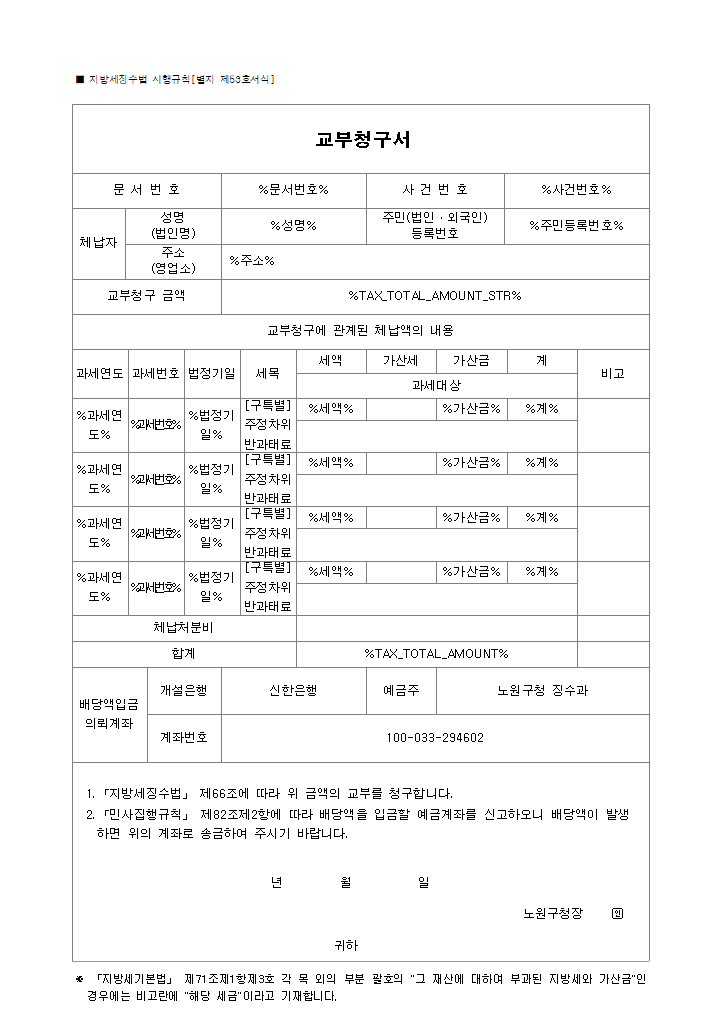 ■ 지방세징수법 시행규칙[별지 제53호서식]
교부청구서
문 서 번 호 %문서번호% 사 건 번 호 %사건번호%
체납자 성명 (법인명) %성명% 주민(법인·외국인) 등록번호 %주민등록번호%
주소 (영업소) %주소%
교부청구 금액 %TAX_TOTAL_AMOUNT_STR%
교부청구에 관계된 체납액의 내용
과세연도 과세번호 법정기일 세목 세액 가산세 가산금 계 비고
과세대상
%과세연도% %과세번호% %법정기일% [구특별] 주정차위반과태료 %세액% %가산금% %계%
%과세연도% %과세번호% %법정기일% [구특별] 주정차위반과태료 %세액% %가산금% %계%
%과세연도% %과세번호% %법정기일% [구특별] 주정차위반과태료 %세액% %가산금% %계%
%과세연도% %과세번호% %법정기일% [구특별] 주정차위반과태료 %세액% %가산금% %계%
체납처분비
합계 %TAX_TOTAL_AMOUNT%
배당액입금 의뢰계좌 개설은행 신한은행 예금주 노원구청 징수과
계좌번호 100-033-294602
1. 「지방세징수법」 제66조에 따라 위 금액의 교부를 청구합니다.
2. 「민사집행규칙」 제82조제2항에 따라 배당액을 입금할 예금계좌를 신고하오니 배당액이 발생
하면 위의 계좌로 송금하여 주시기 바랍니다.
년 월 일
노원구청장 인
귀하
※ 「지방세기본법」 제71조제1항제3호 각 목 외의 부분 괄호의 "그 재산에 대하여 부과된 지방세와 가산금"인
경우에는 비고란에 "해당 세금"이라고 기재합니다.